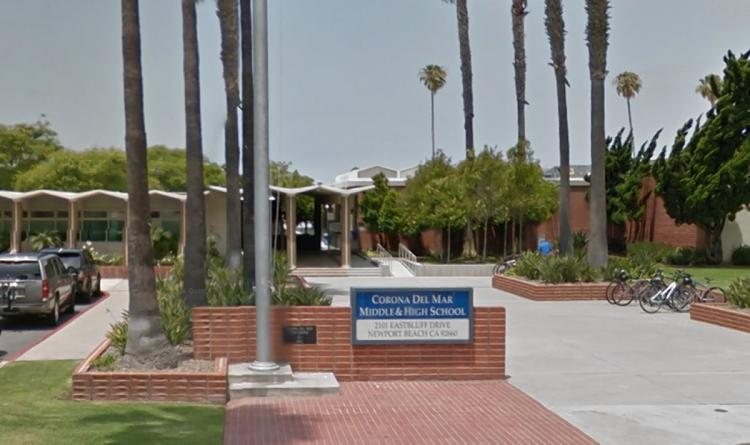 CORONA DEL MAR
MIDDLE & HIGH SCHOOL
2101 EASTBLUFF DRIVE
NEWPORT BEACH CA 92660